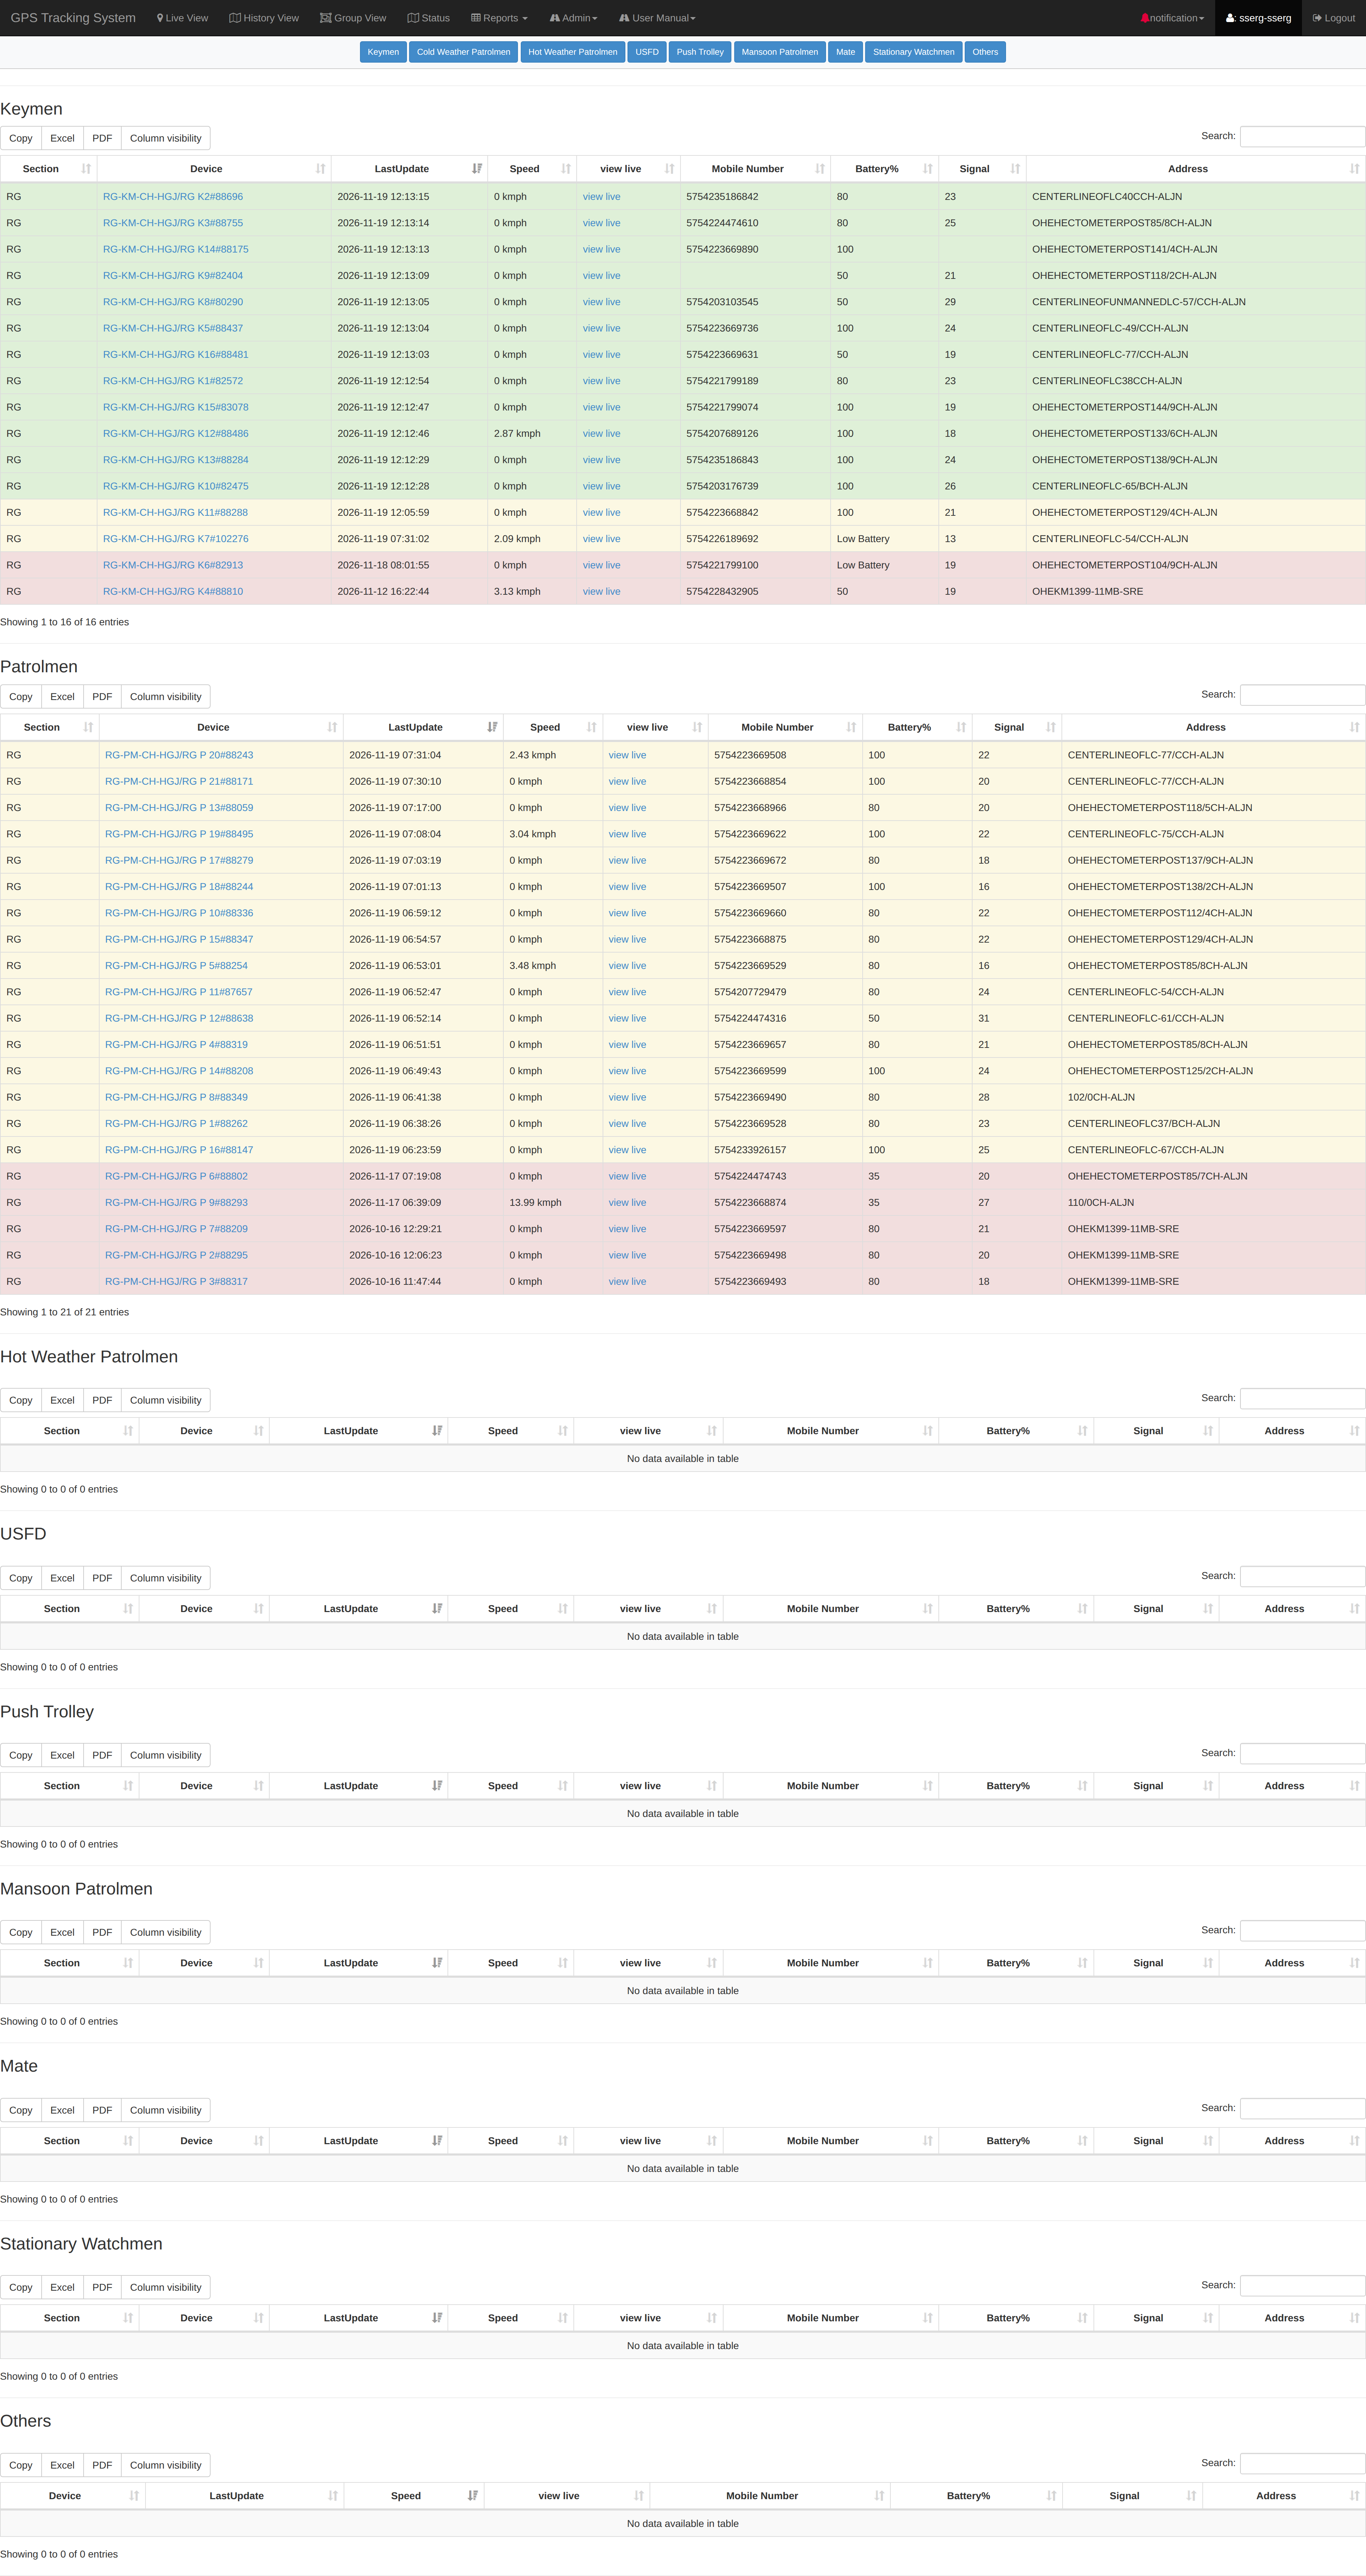 GPS Tracking System Live View History View Group View Status Reports Admin User Manual notification : sserg-sserg Logout
Keymen Cold Weather Patrolmen Hot Weather Patrolmen USFD Push Trolley Mansoon Patrolmen Mate Stationary Watchmen Others
Keymen
Copy Excel PDF Column visibility Search:
Section Device LastUpdate Speed view live Mobile Number Battery% Signal Address
RG RG-KM-CH-HGJ/RG K2#88696 2026-11-19 12:13:15 0 kmph view live 5754235186842 80 23 CENTERLINEOFLC40CCH-ALJN
RG RG-KM-CH-HGJ/RG K3#88755 2026-11-19 12:13:14 0 kmph view live 5754224474610 80 25 OHEHECTOMETERPOST85/8CH-ALJN
RG RG-KM-CH-HGJ/RG K14#88175 2026-11-19 12:13:13 0 kmph view live 5754223669890 100 OHEHECTOMETERPOST141/4CH-ALJN
RG RG-KM-CH-HGJ/RG K9#82404 2026-11-19 12:13:09 0 kmph view live 50 21 OHEHECTOMETERPOST118/2CH-ALJN
RG RG-KM-CH-HGJ/RG K8#80290 2026-11-19 12:13:05 0 kmph view live 5754203103545 50 29 CENTERLINEOFUNMANNEDLC-57/CCH-ALJN
RG RG-KM-CH-HGJ/RG K5#88437 2026-11-19 12:13:04 0 kmph view live 5754223669736 100 24 CENTERLINEOFLC-49/CCH-ALJN
RG RG-KM-CH-HGJ/RG K16#88481 2026-11-19 12:13:03 0 kmph view live 5754223669631 50 19 CENTERLINEOFLC-77/CCH-ALJN
RG RG-KM-CH-HGJ/RG K1#82572 2026-11-19 12:12:54 0 kmph view live 5754221799189 80 23 CENTERLINEOFLC38CCH-ALJN
RG RG-KM-CH-HGJ/RG K15#83078 2026-11-19 12:12:47 0 kmph view live 5754221799074 100 19 OHEHECTOMETERPOST144/9CH-ALJN
RG RG-KM-CH-HGJ/RG K12#88486 2026-11-19 12:12:46 2.87 kmph view live 5754207689126 100 18 OHEHECTOMETERPOST133/6CH-ALJN
RG RG-KM-CH-HGJ/RG K13#88284 2026-11-19 12:12:29 0 kmph view live 5754235186843 100 24 OHEHECTOMETERPOST138/9CH-ALJN
RG RG-KM-CH-HGJ/RG K10#82475 2026-11-19 12:12:28 0 kmph view live 5754203176739 100 26 CENTERLINEOFLC-65/BCH-ALJN
RG RG-KM-CH-HGJ/RG K11#88288 2026-11-19 12:05:59 0 kmph view live 5754223668842 100 21 OHEHECTOMETERPOST129/4CH-ALJN
RG RG-KM-CH-HGJ/RG K7#102276 2026-11-19 07:31:02 2.09 kmph view live 5754226189692 Low Battery 13 CENTERLINEOFLC-54/CCH-ALJN
RG RG-KM-CH-HGJ/RG K6#82913 2026-11-18 08:01:55 0 kmph view live 5754221799100 Low Battery 19 OHEHECTOMETERPOST104/9CH-ALJN
RG RG-KM-CH-HGJ/RG K4#88810 2026-11-12 16:22:44 3.13 kmph view live 5754228432905 50 19 OHEKM1399-11MB-SRE
Showing 1 to 16 of 16 entries
Patrolmen
Copy Excel PDF Column visibility Search:
Section Device LastUpdate Speed view live Mobile Number Battery% Signal Address
RG RG-PM-CH-HGJ/RG P 20#88243 2026-11-19 07:31:04 2.43 kmph view live 5754223669508 100 22 CENTERLINEOFLC-77/CCH-ALJN
RG RG-PM-CH-HGJ/RG P 21#88171 2026-11-19 07:30:10 0 kmph view live 5754223668854 100 20 CENTERLINEOFLC-77/CCH-ALJN
RG RG-PM-CH-HGJ/RG P 13#88059 2026-11-19 07:17:00 0 kmph view live 5754223668966 80 20 OHEHECTOMETERPOST118/5CH-ALJN
RG RG-PM-CH-HGJ/RG P 19#88495 2026-11-19 07:08:04 3.04 kmph view live 5754223669622 100 22 CENTERLINEOFLC-75/CCH-ALJN
RG RG-PM-CH-HGJ/RG P 17#88279 2026-11-19 07:03:19 0 kmph view live 5754223669672 80 18 OHEHECTOMETERPOST137/9CH-ALJN
RG RG-PM-CH-HGJ/RG P 18#88244 2026-11-19 07:01:13 0 kmph view live 5754223669507 100 16 OHEHECTOMETERPOST138/2CH-ALJN
RG RG-PM-CH-HGJ/RG P 10#88336 2026-11-19 06:59:12 0 kmph view live 5754223669660 80 22 OHEHECTOMETERPOST112/4CH-ALJN
RG RG-PM-CH-HGJ/RG P 15#88347 2026-11-19 06:54:57 0 kmph view live 5754223668875 80 22 OHEHECTOMETERPOST129/4CH-ALJN
RG RG-PM-CH-HGJ/RG P 5#88254 2026-11-19 06:53:01 3.48 kmph view live 5754223669529 80 16 OHEHECTOMETERPOST85/8CH-ALJN
RG RG-PM-CH-HGJ/RG P 11#87657 2026-11-19 06:52:47 0 kmph view live 5754207729479 80 24 CENTERLINEOFLC-54/CCH-ALJN
RG RG-PM-CH-HGJ/RG P 12#88638 2026-11-19 06:52:14 0 kmph view live 5754224474316 50 31 CENTERLINEOFLC-61/CCH-ALJN
RG RG-PM-CH-HGJ/RG P 4#88319 2026-11-19 06:51:51 0 kmph view live 5754223669657 80 21 OHEHECTOMETERPOST85/8CH-ALJN
RG RG-PM-CH-HGJ/RG P 14#88208 2026-11-19 06:49:43 0 kmph view live 5754223669599 100 24 OHEHECTOMETERPOST125/2CH-ALJN
RG RG-PM-CH-HGJ/RG P 8#88349 2026-11-19 06:41:38 0 kmph view live 5754223669490 80 28 102/0CH-ALJN
RG RG-PM-CH-HGJ/RG P 1#88262 2026-11-19 06:38:26 0 kmph view live 5754223669528 80 23 CENTERLINEOFLC37/BCH-ALJN
RG RG-PM-CH-HGJ/RG P 16#88147 2026-11-19 06:23:59 0 kmph view live 5754233926157 100 25 CENTERLINEOFLC-67/CCH-ALJN
RG RG-PM-CH-HGJ/RG P 6#88802 2026-11-17 07:19:08 0 kmph view live 5754224474743 35 20 OHEHECTOMETERPOST85/7CH-ALJN
RG RG-PM-CH-HGJ/RG P 9#88293 2026-11-17 06:39:09 13.99 kmph view live 5754223668874 35 27 110/0CH-ALJN
RG RG-PM-CH-HGJ/RG P 7#88209 2026-10-16 12:29:21 0 kmph view live 5754223669597 80 21 OHEKM1399-11MB-SRE
RG RG-PM-CH-HGJ/RG P 2#88295 2026-10-16 12:06:23 0 kmph view live 5754223669498 80 20 OHEKM1399-11MB-SRE
RG RG-PM-CH-HGJ/RG P 3#88317 2026-10-16 11:47:44 0 kmph view live 5754223669493 80 18 OHEKM1399-11MB-SRE
Showing 1 to 21 of 21 entries
Hot Weather Patrolmen
Copy Excel PDF Column visibility Search:
Section Device LastUpdate Speed view live Mobile Number Battery% Signal Address
No data available in table
Showing 0 to 0 of 0 entries
USFD
Copy Excel PDF Column visibility Search:
Section Device LastUpdate Speed view live Mobile Number Battery% Signal Address
No data available in table
Showing 0 to 0 of 0 entries
Push Trolley
Copy Excel PDF Column visibility Search:
Section Device LastUpdate Speed view live Mobile Number Battery% Signal Address
No data available in table
Showing 0 to 0 of 0 entries
Mansoon Patrolmen
Copy Excel PDF Column visibility Search:
Section Device LastUpdate Speed view live Mobile Number Battery% Signal Address
No data available in table
Showing 0 to 0 of 0 entries
Mate
Copy Excel PDF Column visibility Search:
Section Device LastUpdate Speed view live Mobile Number Battery% Signal Address
No data available in table
Showing 0 to 0 of 0 entries
Stationary Watchmen
Copy Excel PDF Column visibility Search:
Section Device LastUpdate Speed view live Mobile Number Battery% Signal Address
No data available in table
Showing 0 to 0 of 0 entries
Others
Copy Excel PDF Column visibility Search:
Device LastUpdate Speed view live Mobile Number Battery% Signal Address
No data available in table
Showing 0 to 0 of 0 entries